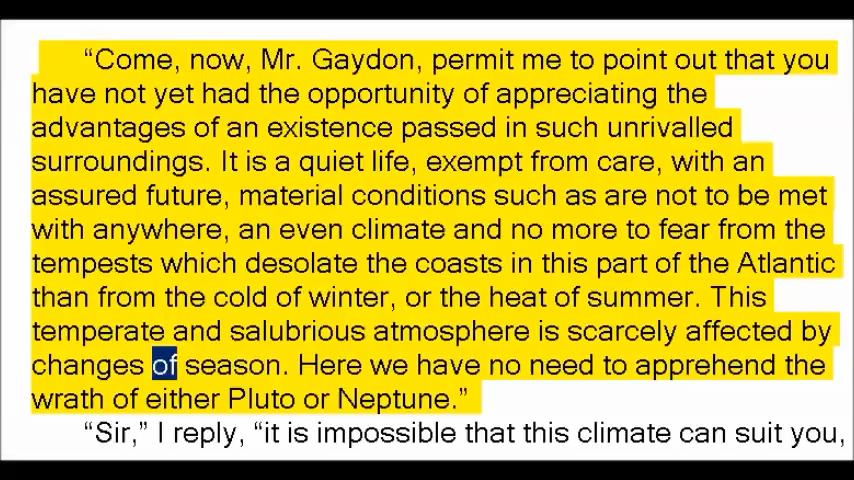 “Come, now, Mr. Gaydon, permit me to point out that you
have not yet had the opportunity of appreciating the
advantages of an existence passed in such unrivalled
surroundings. It is a quiet life, exempt from care, with an
assured future, material conditions such as are not to be met
with anywhere, an even climate and no more to fear from the
tempests which desolate the coasts in this part of the Atlantic
than from the cold of winter, or the heat of summer. This
temperate and salubrious atmosphere is scarcely affected by
changes of season. Here we have no need to apprehend the
wrath of either Pluto or Neptune.”
“Sir,” I reply, “it is impossible that this climate can suit you,